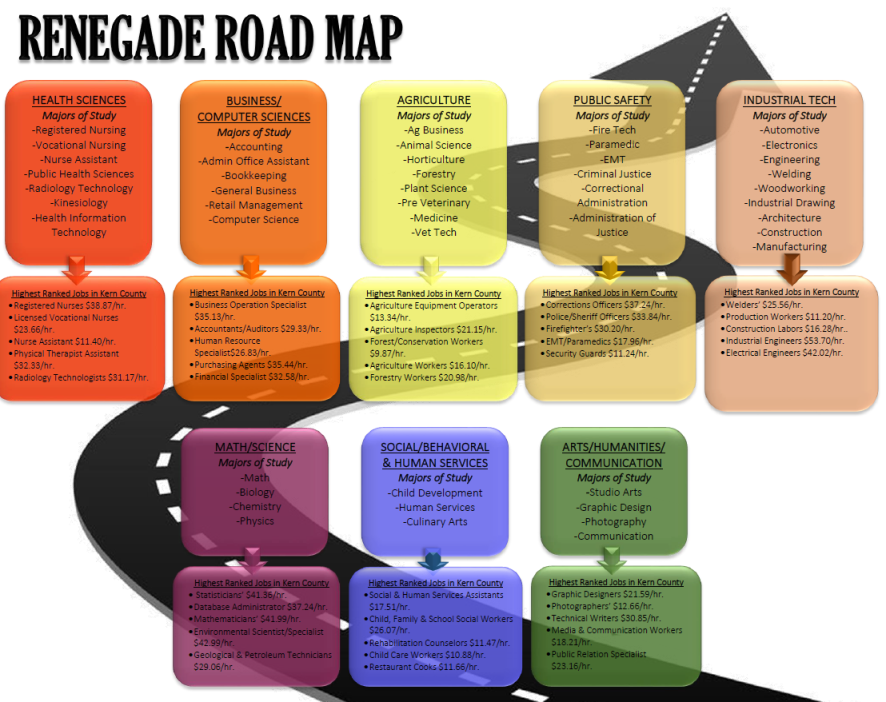 RENEGADE ROAD MAP
HEALTH SCIENCES
Majors of Study
-Registered Nursing
-Vocational Nursing
-Nurse Assistant
-Public Health Sciences
-Radiology Technology
-Kinesiology
-Health Information
Technology
Highest Ranked Jobs in Kern County
• Registered Nurses $38.87/hr.
• Licensed Vocational Nurses
$23.66/hr.
• Nurse Assistant $11.40/hr.
• Physical Therapist Assistant
$32.33/hr.
• Radiology Technologists $31.17/hr.
BUSINESS/
COMPUTER SCIENCES
Majors of Study
-Accounting
-Admin Office Assistant
-Bookkeeping
-General Business
-Retail Management
-Computer Science
Highest Ranked Jobs in Kern County
• Business Operation Specialist
$35.13/hr.
• Accountants/Auditors $29.33/hr.
• Human Resource
Specialist$26.83/hr.
• Purchasing Agents $35.44/hr.
• Financial Specialist $32.58/hr.
AGRICULTURE
Majors of Study
-Ag Business
-Animal Science
-Horticulture
-Forestry
-Plant Science
-Pre Veterinary
-Medicine
-Vet Tech
Highest Ranked Jobs in Kern County
• Agriculture Equipment Operators
$13.34/hr.
• Agriculture Inspectors $21.15/hr.
• Forest/Conservation Workers
$9.87/hr.
• Agriculture Workers $16.10/hr.
• Forestry Workers $20.98/hr.
PUBLIC SAFETY
Majors of Study
-Fire Tech
-Paramedic
-EMT
-Criminal Justice
-Correctional
Administration
-Administration of
Justice
Highest Ranked Jobs in Kern County
• Corrections Officers $37.24/hr.
• Police/Sheriff Officers $33.84/hr.
• Firefighter's $30.20/hr.
• EMT/Paramedics $17.96/hr.
• Security Guards $11.24/hr.
INDUSTRIAL TECH
Majors of Study
-Automotive
-Electronics
-Engineering
-Welding
-Woodworking
-Industrial Drawing
-Architecture
-Construction
-Manufacturing
Highest Ranked Jobs in Kern County
• Welders' $25.56/hr.
• Production Workers $11.20/hr.
• Construction Labors $16.28/hr..
• Industrial Engineers $53.70/hr.
• Electrical Engineers $42.02/hr.
MATH/SCIENCE
Majors of Study
-Math
-Biology
-Chemistry
-Physics
Highest Ranked Jobs in Kern County
• Statisticians' $41.36/hr.
• Database Administrator $37.24/hr.
• Mathematicians' $41.99/hr.
• Environmental Scientist/Specialist
$42.99/hr.
• Geological & Petroleum Technicians
$29.06/hr.
SOCIAL/BEHAVIORAL
& HUMAN SERVICES
Majors of Study
-Child Development
-Human Services
-Culinary Arts
Highest Ranked Jobs in Kern County
• Social & Human Services Assistants
$17.51/hr.
• Child, Family & School Social Workers
$26.07/hr.
• Rehabilitation Counselors $11.47/hr.
• Child Care Workers $10.88/hr.
• Restaurant Cooks $11.66/hr.
ARTS/HUMANITIES/
COMMUNICATION
Majors of Study
-Studio Arts
-Graphic Design
-Photography
-Communication
Highest Ranked Jobs in Kern County
• Graphic Designers $21.59/hr.
• Photographers' $12.66/hr.
• Technical Writers $30.85/hr.
• Media & Communication Workers
$18.21/hr.
• Public Relation Specialist
$23.16/hr.